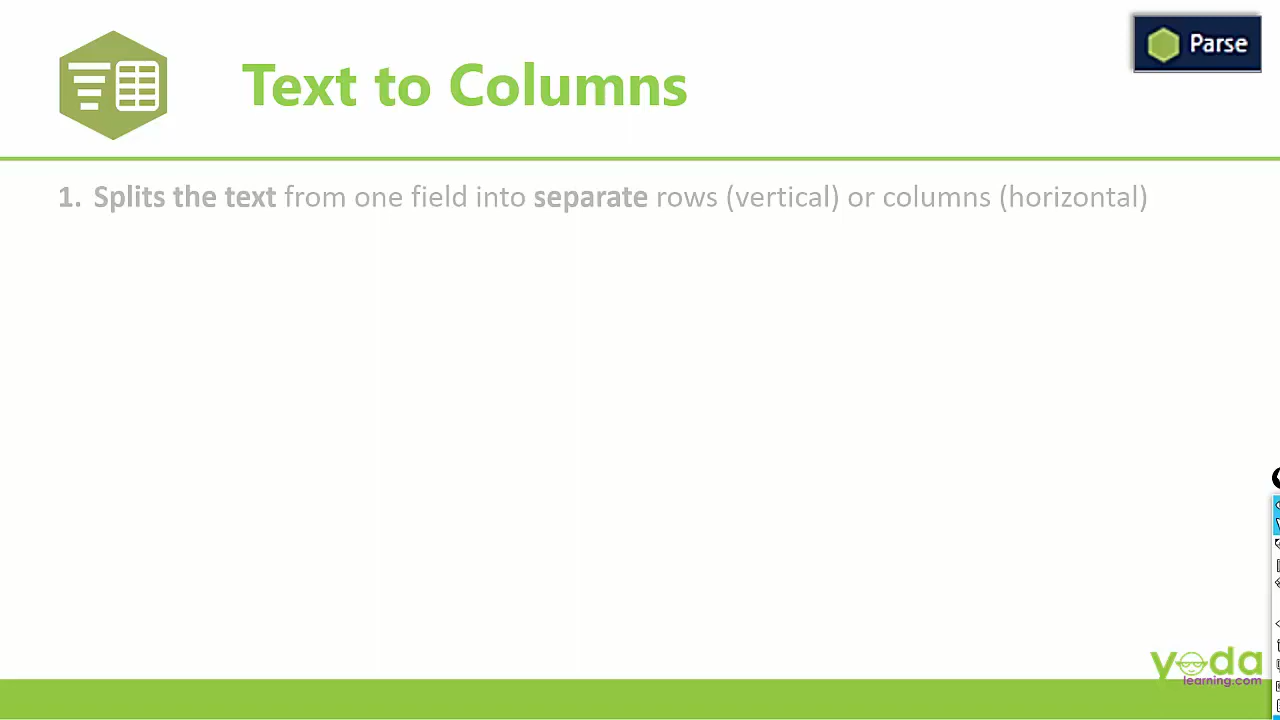 Parse
Text to Columns
1. Splits the text from one field into separate rows (vertical) or columns (horizontal)
yoda
learning.com